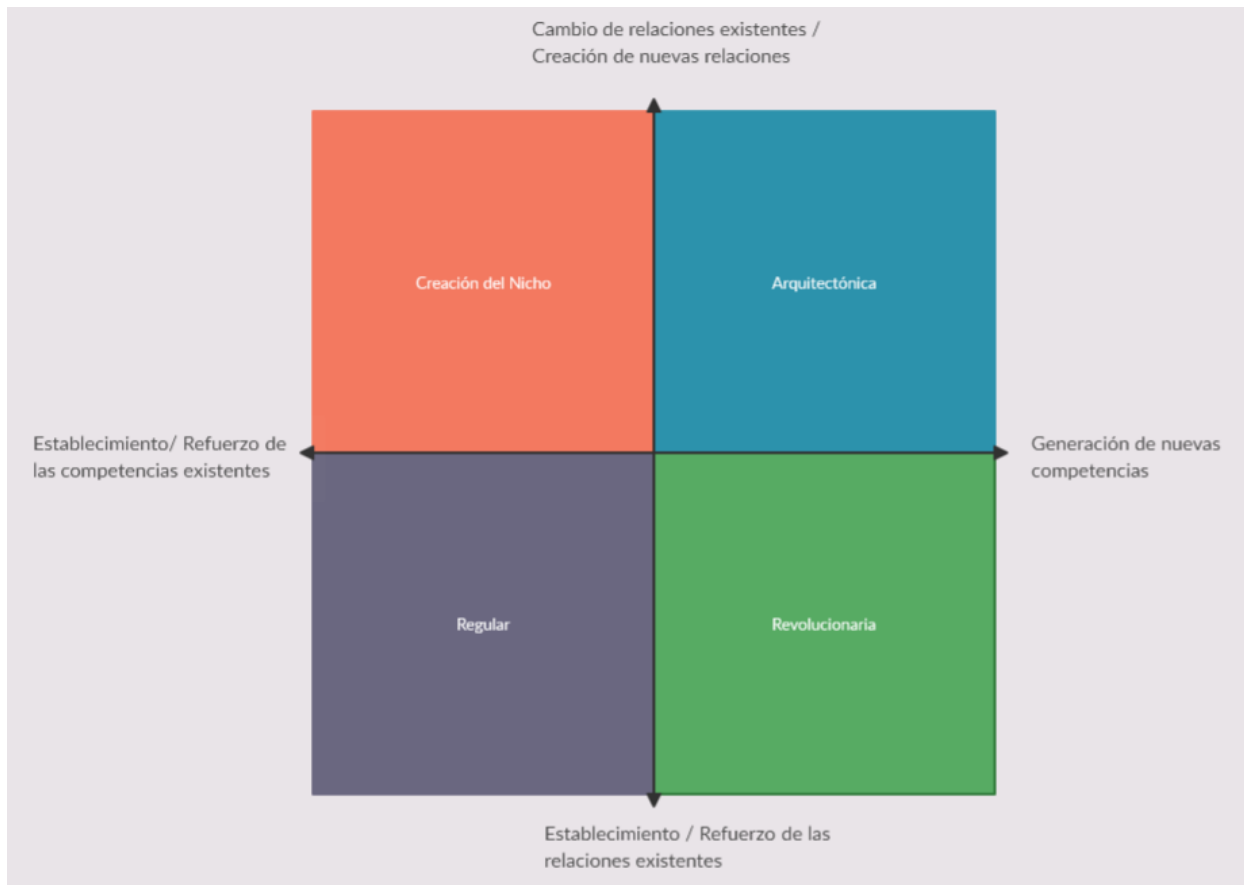 Cambio de relaciones existentes /
Creación de nuevas relaciones
Creación del Nicho
Arquitectónica
Establecimiento/ Refuerzo de
las competencias existentes
Generación de nuevas
competencias
Regular
Revolucionaria
Establecimiento / Refuerzo de las
relaciones existentes